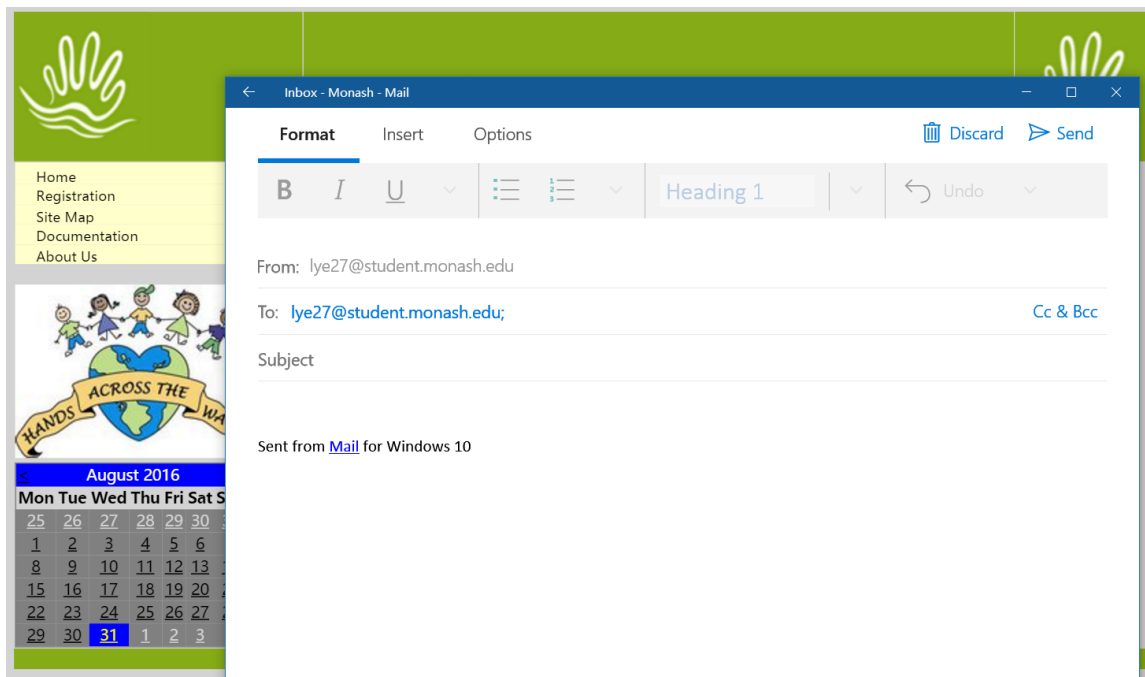 Inbox - Monash - Mail
Format Insert Options Discard Send
B I U Heading 1 Undo
From: lye27@student.monash.edu
To: lye27@student.monash.edu; Cc & Bcc
Subject
Sent from Mail for Windows 10
Home
Registration
Site Map
Documentation
About Us
HANDS ACROSS THE
< August 2016
Mon Tue Wed Thu Fri Sat S
25 26 27 28 29 30
1 2 3 4 5 6
8 9 10 11 12 13
15 16 17 18 19 20
22 23 24 25 26 27
29 30 31 1 2 3